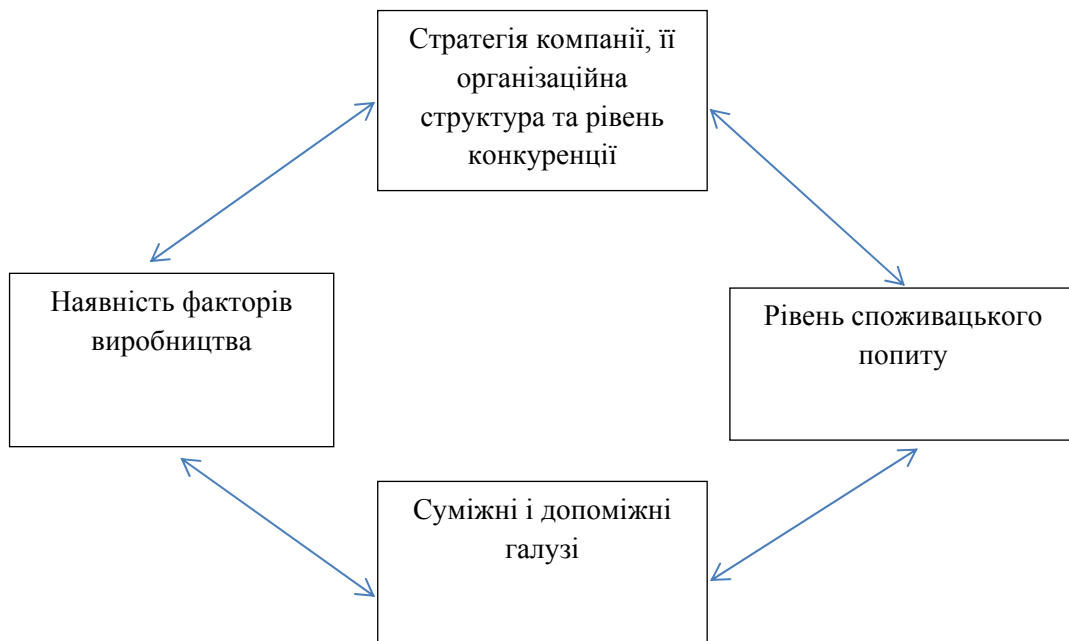 Стратегія компанії, її
організаційна
структура та рівень
конкуренції
Наявність факторів
виробництва
Рівень споживацького
попиту
Суміжні і допоміжні
галузі